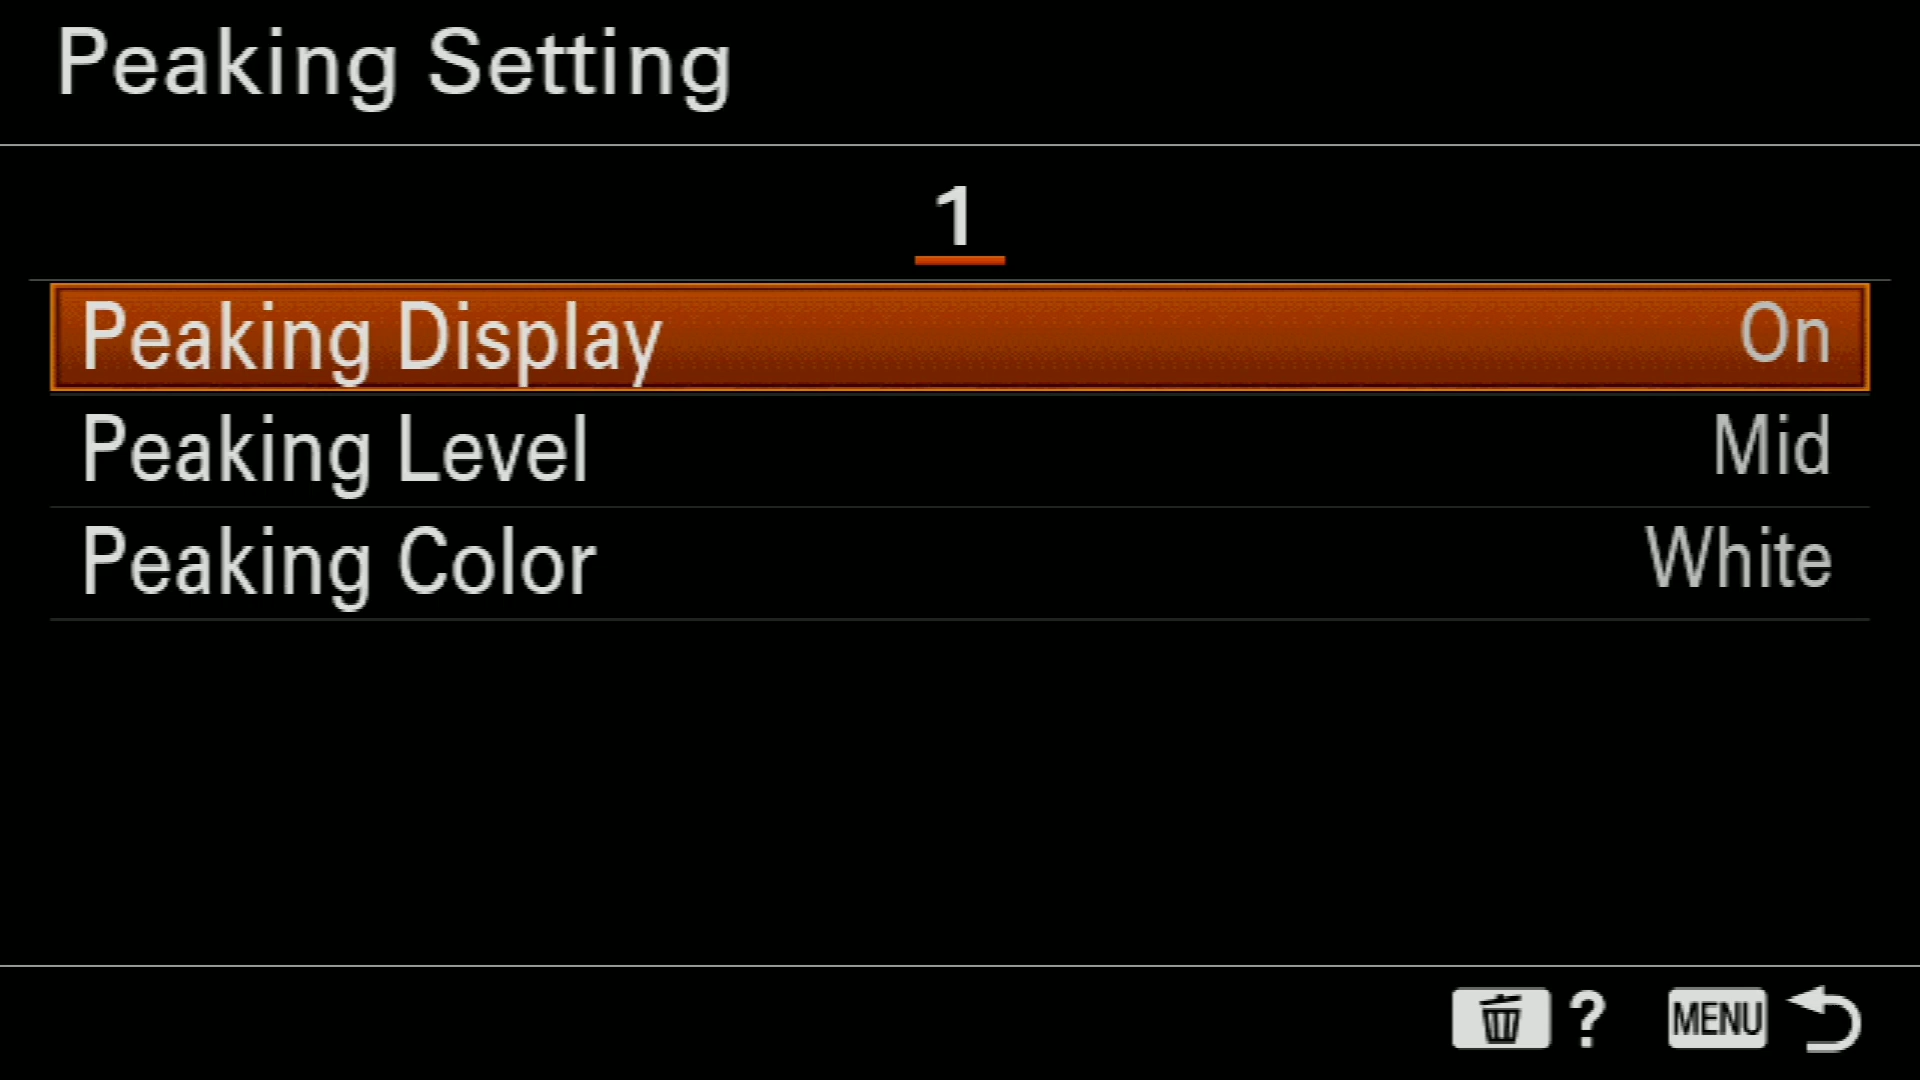 Peaking Setting
1
Peaking Display On
Peaking Level Mid
Peaking Color White
? MENU